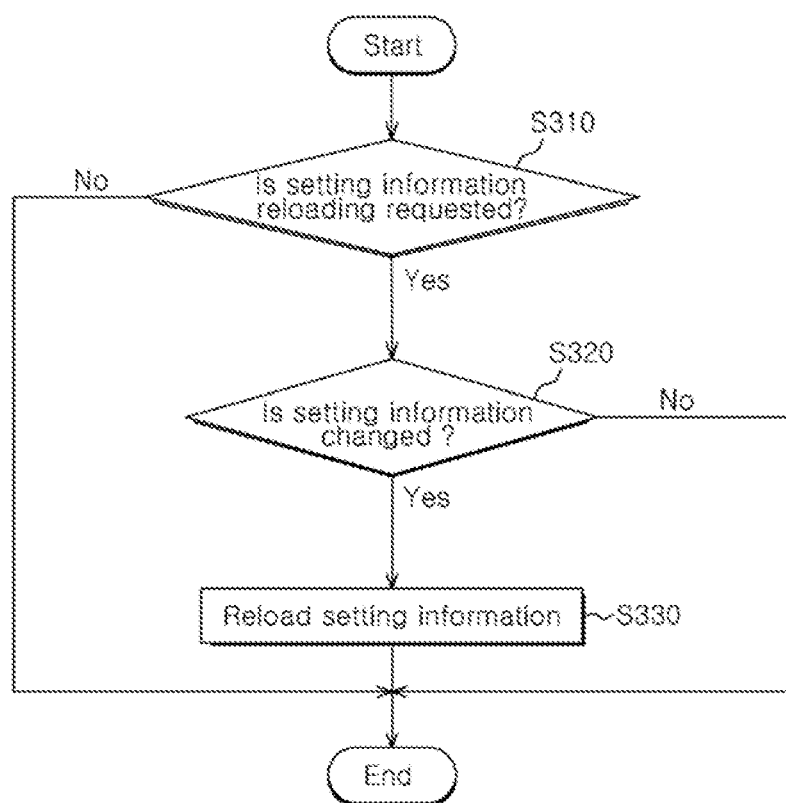 Start
S310
No
Is setting information
reloading requested?
Yes
S320
Is setting information
changed ?
No
Yes
Reload setting information
S330
End